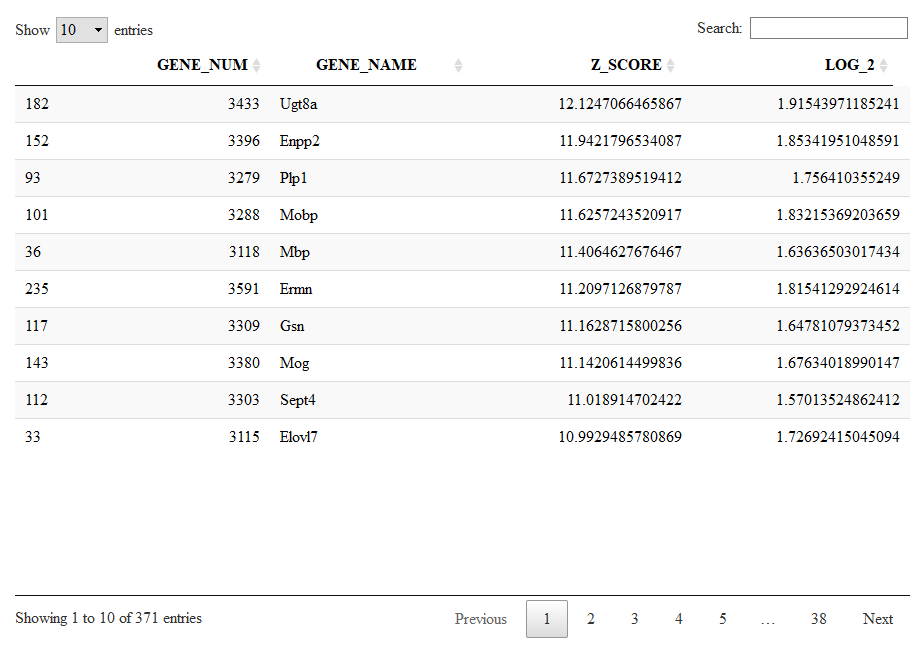 Show 10 entries Search:
GENE_NUM GENE_NAME Z_SCORE LOG_2
182 3433 Ugt8a 12.1247066465867 1.91543971185241
152 3396 Enpp2 11.9421796534087 1.85341951048591
93 3279 Plp1 11.6727389519412 1.756410355249
101 3288 Mobp 11.6257243520917 1.83215369203659
36 3118 Mbp 11.4064627676467 1.63636503017434
235 3591 Ermn 11.2097126879787 1.81541292924614
117 3309 Gsn 11.1628715800256 1.64781079373452
143 3380 Mog 11.1420614499836 1.67634018990147
112 3303 Sept4 11.018914702422 1.57013524862412
33 3115 Elovl7 10.9929485780869 1.72692415045094
Showing 1 to 10 of 371 entries Previous 1 2 3 4 5 … 38 Next